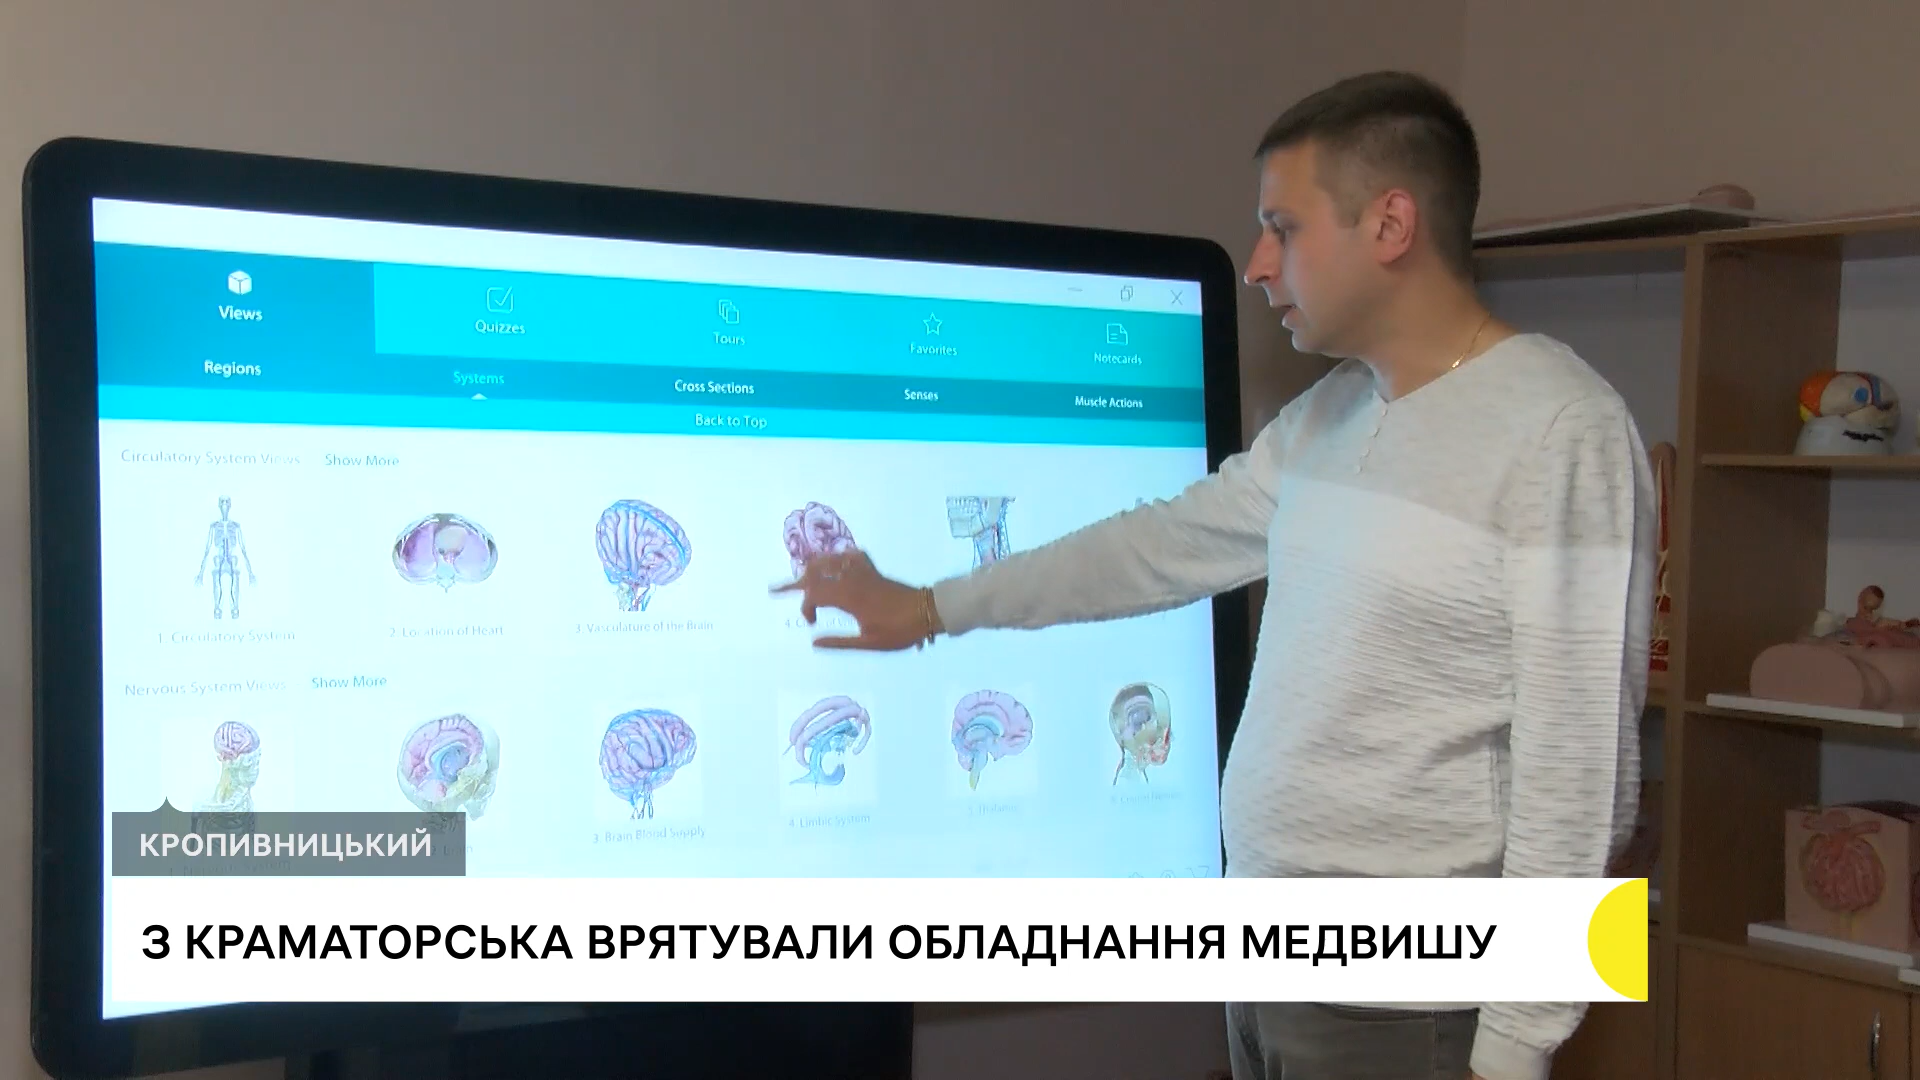 Views
Quizzes
Tours
Favorites
Notecards
Regions
Systems
Cross Sections
Senses
Muscle Actions
Back to Top
Circulatory System Views Show More
1. Circulatory System
2. Location of Heart
3. Vasculature of the Brain
Nervous System Views Show More
3. Brain Blood Supply
4. Limbic System
5. Thalamus
КРОПИВНИЦЬКИЙ
З КРАМАТОРСЬКА ВРЯТУВАЛИ ОБЛАДНАННЯ МЕДВИШУ